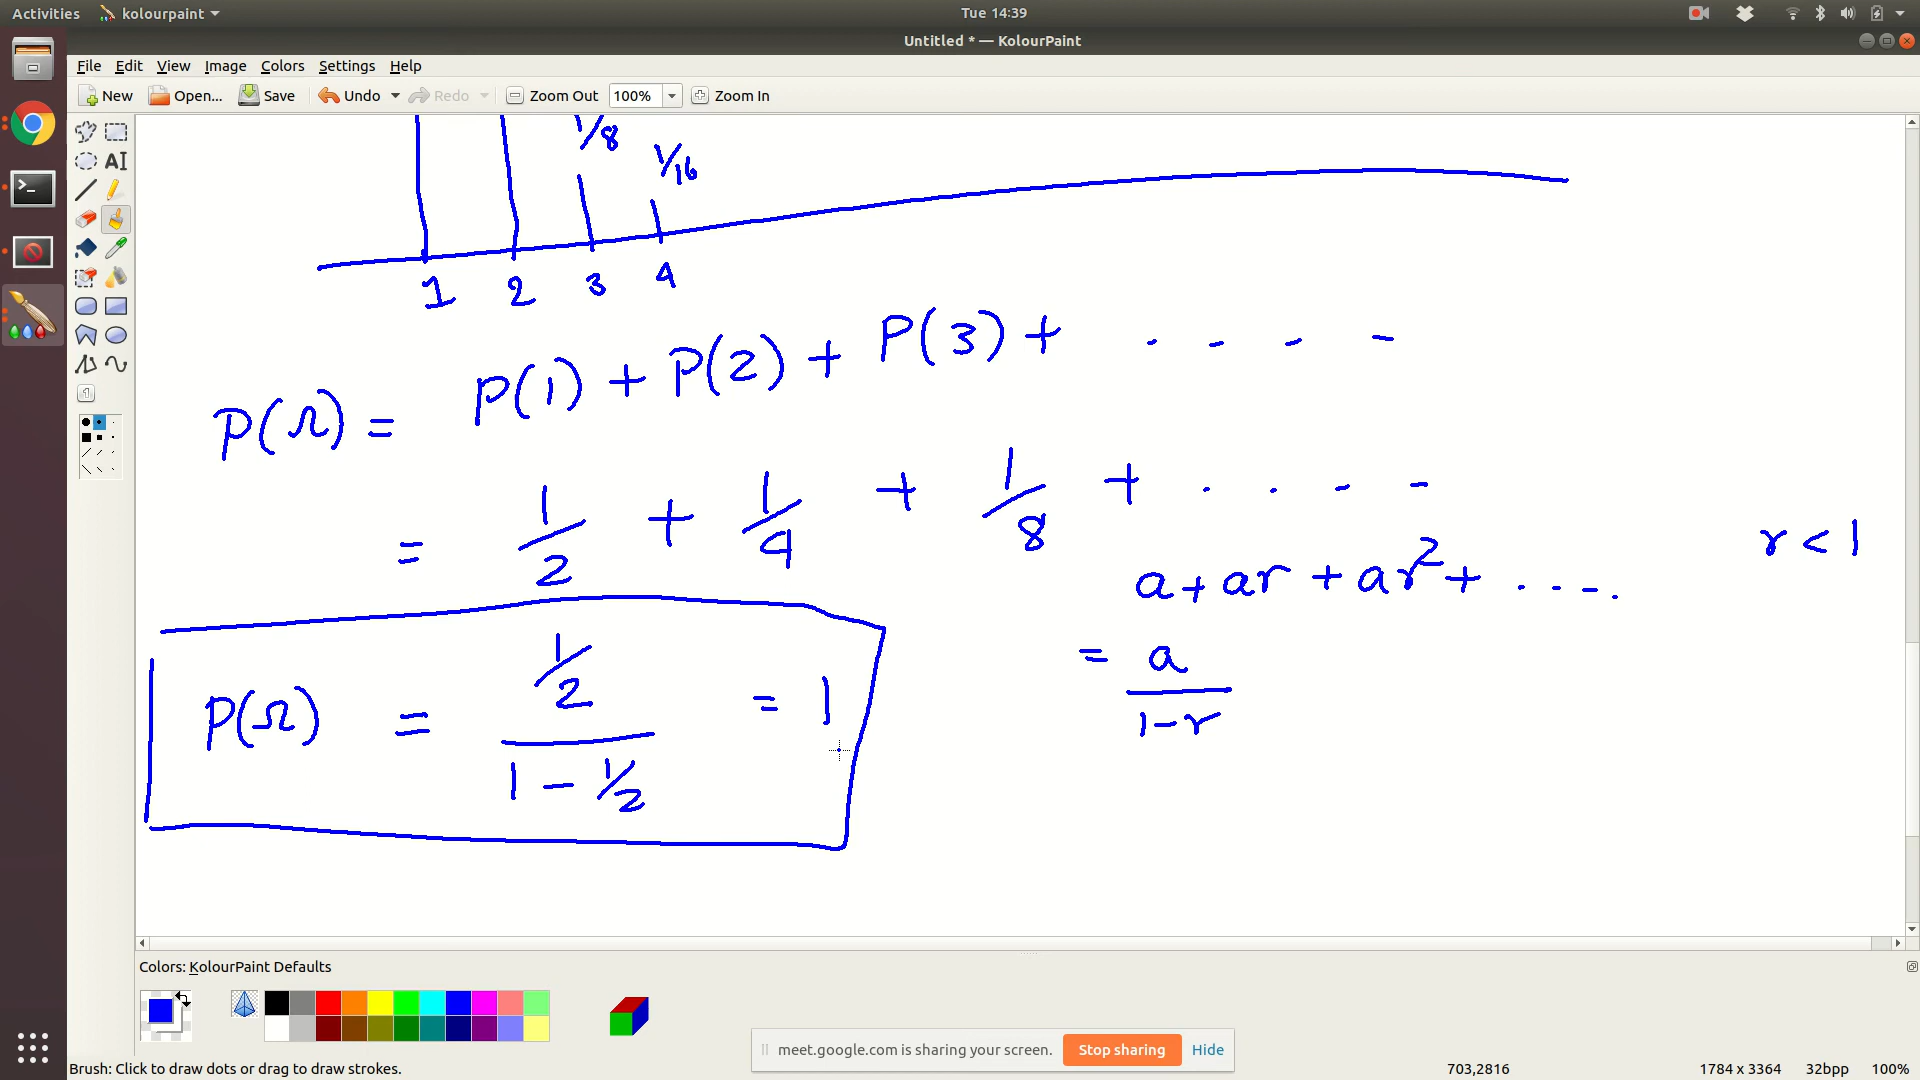 Activities kolourpaint Tue 14:39
Untitled * — KolourPaint
File Edit View Image Colors Settings Help
New Open... Save Undo Redo Zoom Out 100% Zoom In
1/8
1/16
1 2 3 4
P(Ω) = P(1) + P(2) + P(3) + . . . -
= 1/2 + 1/4 + 1/8 + . . . -
r < 1
a + ar + ar² + . . . .
= a/(1-r)
P(Ω) = (1/2)/(1 - 1/2) = 1
Colors: KolourPaint Defaults
meet.google.com is sharing your screen. Stop sharing Hide
Brush: Click to draw dots or drag to draw strokes. 703,2816 1784 x 3364 32bpp 100%